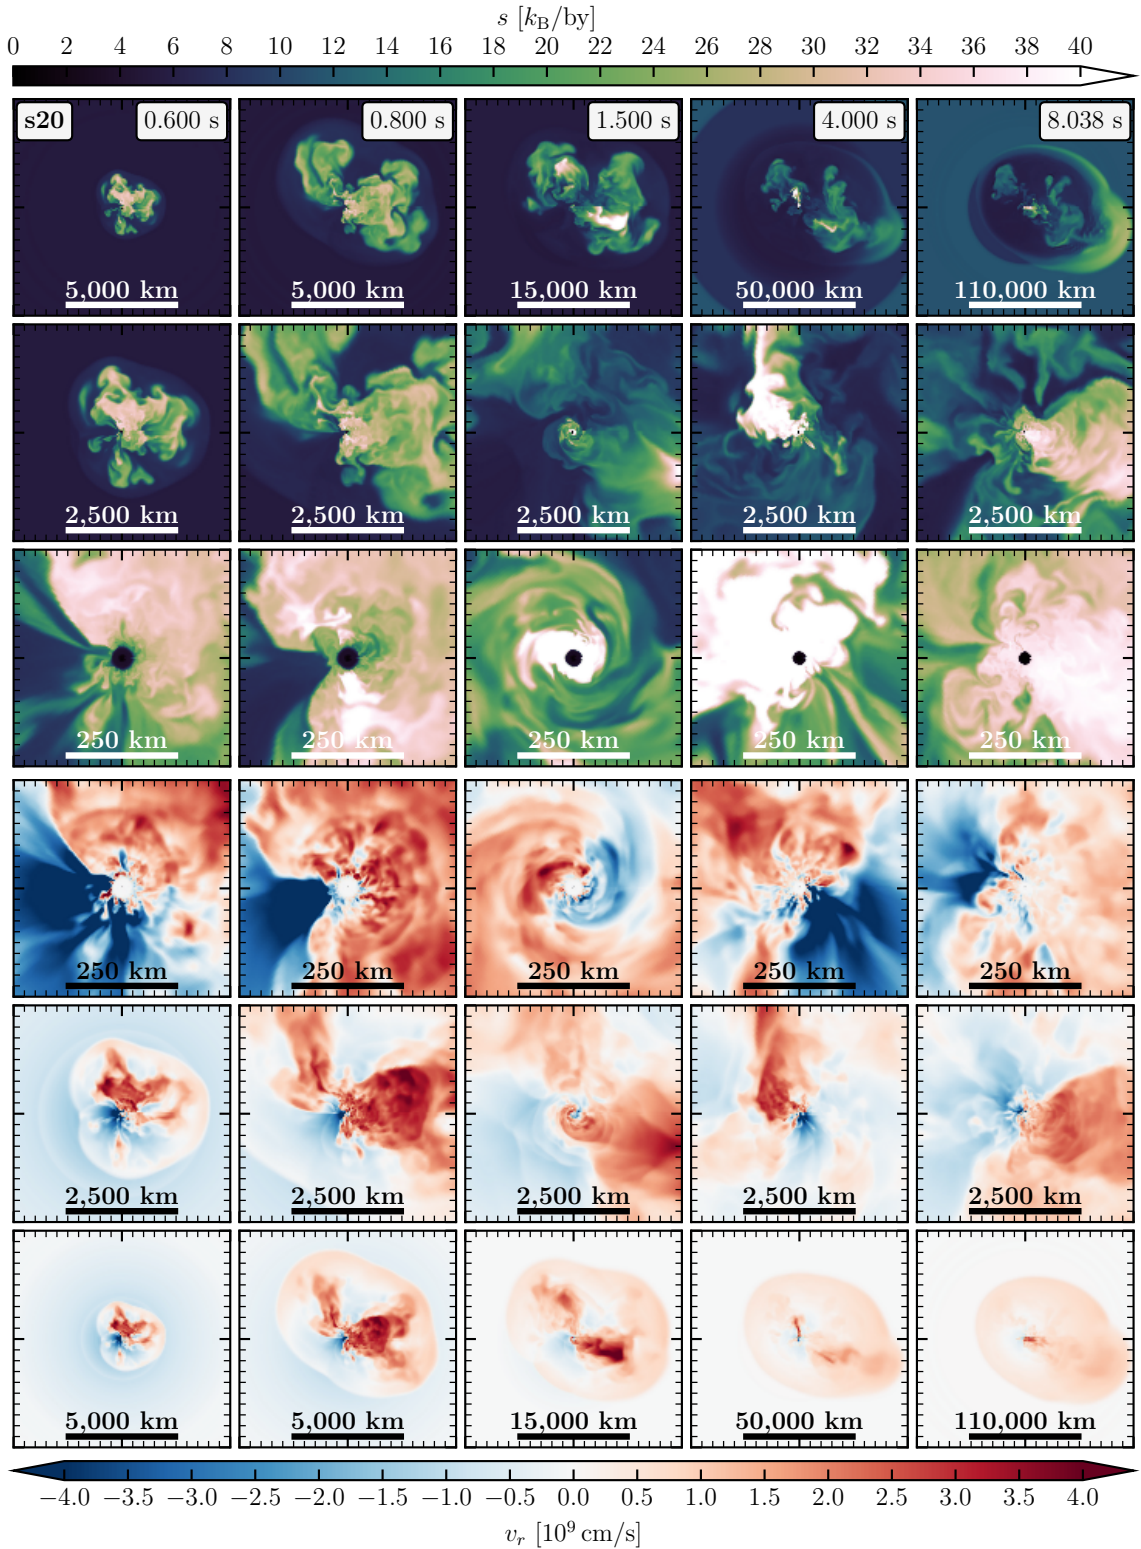 s [k_B/by]
0 2 4 6 8 10 12 14 16 18 20 22 24 26 28 30 32 34 36 38 40
s20 0.600 s 0.800 s 1.500 s 4.000 s 8.038 s
5,000 km 5,000 km 15,000 km 50,000 km 110,000 km
2,500 km 2,500 km 2,500 km 2,500 km 2,500 km
250 km 250 km 250 km 250 km 250 km
250 km 250 km 250 km 250 km 250 km
2,500 km 2,500 km 2,500 km 2,500 km 2,500 km
5,000 km 5,000 km 15,000 km 50,000 km 110,000 km
−4.0 −3.5 −3.0 −2.5 −2.0 −1.5 −1.0 −0.5 0.0 0.5 1.0 1.5 2.0 2.5 3.0 3.5 4.0
v_r [10⁹ cm/s]